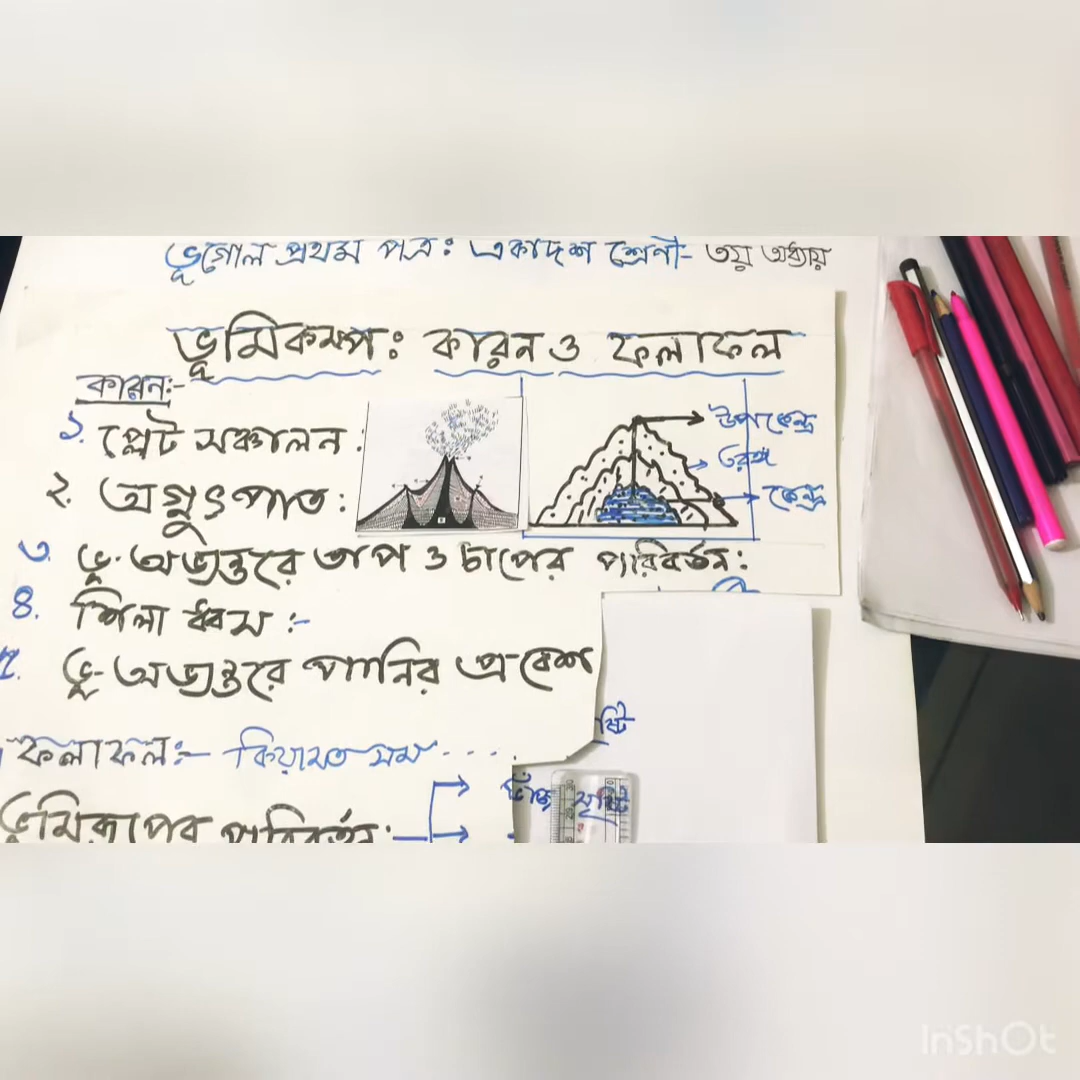 ভূগোল প্রথম পত্র: একাদশ শ্রেণী- ৩য় অধ্যায়
ভূমিকম্প: কারন ও ফলাফল
কারন:-
১. প্লেট সঞ্চালন:
২. অগ্নুৎপাত:
উপকেন্দ্র
তরঙ্গ
কেন্দ্র
৩. ভূ-অভ্যন্তরে তাপ ও চাপের পরিবর্তন:
৪. শিলা ধ্বস:-
৫. ভূ-অভ্যন্তরে পানির প্রবেশ
ফলাফল:- কিয়ামত সম....
ভূমিরূপের পরিবর্তন:
InShOt